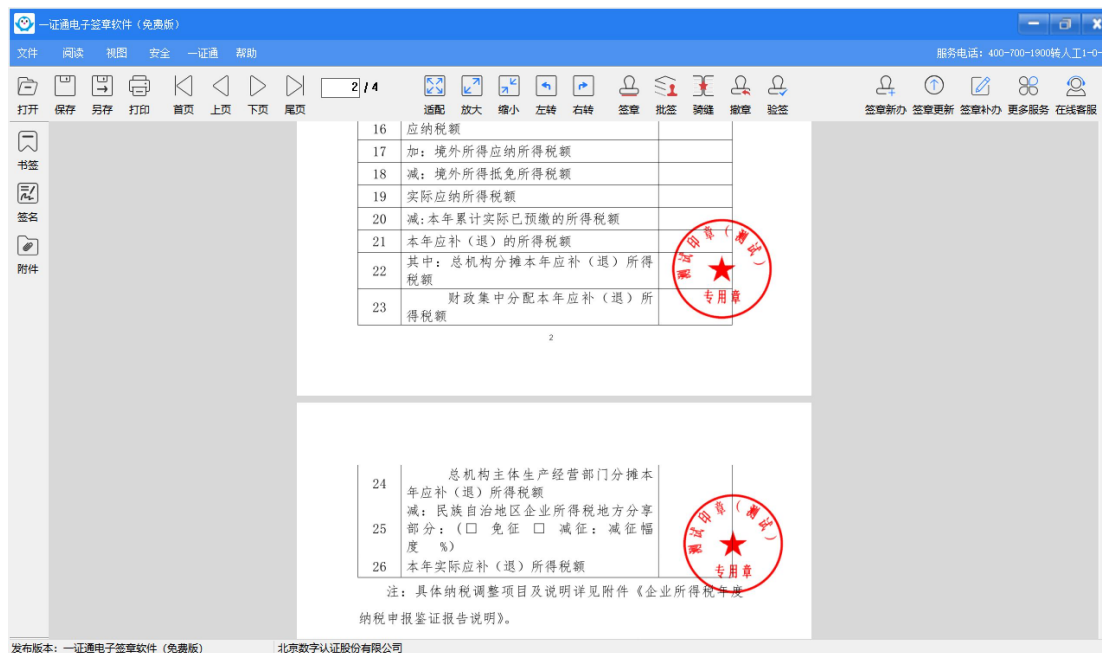 一证通电子签章软件（免费版）
文件 阅读 视图 安全 一证通 帮助 服务电话: 400-700-1900转人工1-0-
打开 保存 另存 打印 首页 上页 下页 尾页 2 / 4 适配 放大 缩小 左转 右转 签章 批签 骑缝 撤章 验签 签章新办 签章更新 签章补办 更多服务 在线客服
书签
签名
附件
16 应纳税额
17 加：境外所得应纳所得税额
18 减：境外所得抵免所得税额
19 实际应纳所得税额
20 减:本年累计实际已预缴的所得税额
21 本年应补（退）的所得税额
22 其中：总机构分摊本年应补（退）所得
税额
23 财政集中分配本年应补（退）所
得税额
测试印章（测试）
专用章
2
24 总机构主体生产经营部门分摊本
年应补（退）所得税额
25 减：民族自治地区企业所得税地方分享
部分：(□ 免征 □ 减征：减征幅
度 %)
26 本年实际应补（退）所得税额
测试印章（测试）
专用章
注：具体纳税调整项目及说明详见附件《企业所得税年度
纳税申报鉴证报告说明》。
发布版本：一证通电子签章软件（免费版） 北京数字认证股份有限公司